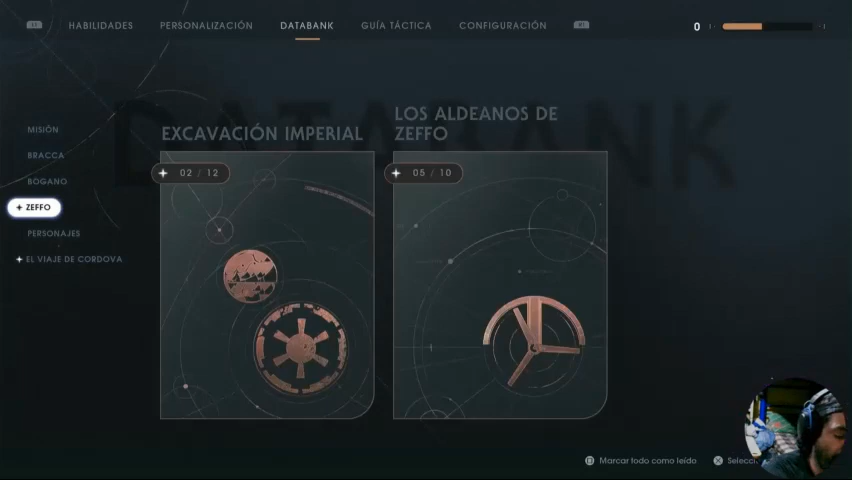 HABILIDADES
PERSONALIZACIÓN
DATABANK
GUÍA TÁCTICA
CONFIGURACIÓN
0
DATABANK
MISIÓN
BRACCA
BOGANO
ZEFFO
PERSONAJES
EL VIAJE DE CORDOVA
EXCAVACIÓN IMPERIAL
02 / 12
LOS ALDEANOS DE
ZEFFO
05 / 10
Marcar todo como leído